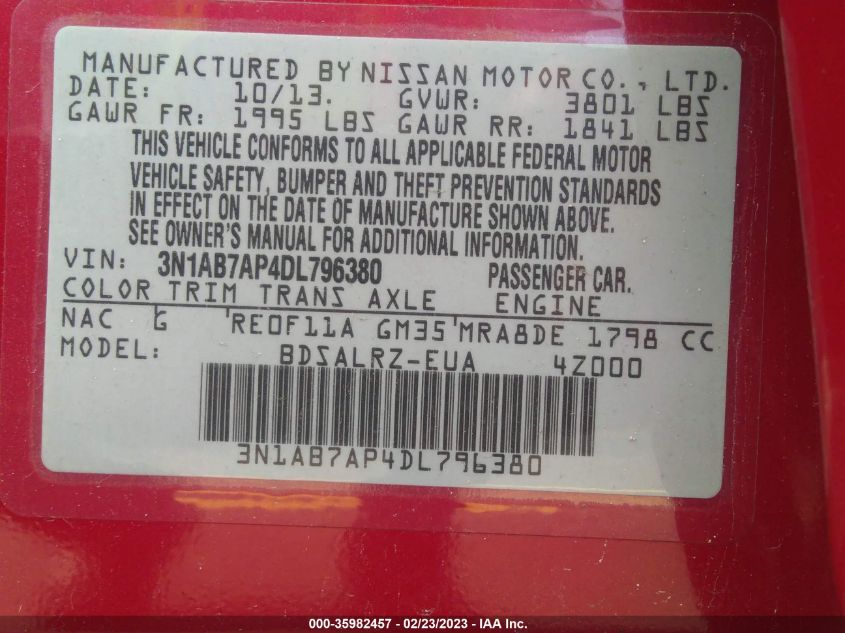 MANUFACTURED BY NISSAN MOTOR CO., LTD.
DATE: 10/13. GVWR: 3801 LBS
GAWR FR: 1995 LBS GAWR RR: 1841 LBS
THIS VEHICLE CONFORMS TO ALL APPLICABLE FEDERAL MOTOR
VEHICLE SAFETY, BUMPER AND THEFT PREVENTION STANDARDS
IN EFFECT ON THE DATE OF MANUFACTURE SHOWN ABOVE.
SEE OWNER'S MANUAL FOR ADDITIONAL INFORMATION.
VIN: 3N1AB7AP4DL796380 PASSENGER CAR.
COLOR TRIM TRANS AXLE ENGINE
NAC G 'RE0F11A GM35'MRA8DE 1798 CC
MODEL: BDSALRZ-EUA 4Z000
3N1AB7AP4DL796380
000-35982457 - 02/23/2023 - IAA Inc.